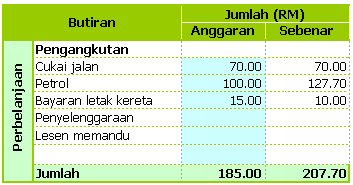 Butiran Jumlah (RM)
Anggaran Sebenar
Perbelanjaan
Pengangkutan
Cukai jalan 70.00 70.00
Petrol 100.00 127.70
Bayaran letak kereta 15.00 10.00
Penyelenggaraan
Lesen memandu
Jumlah 185.00 207.70